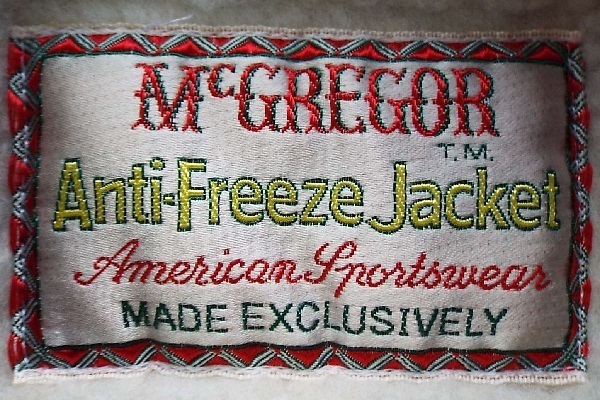 McGREGOR
T.M.
Anti-Freeze Jacket
American Sportswear
MADE EXCLUSIVELY